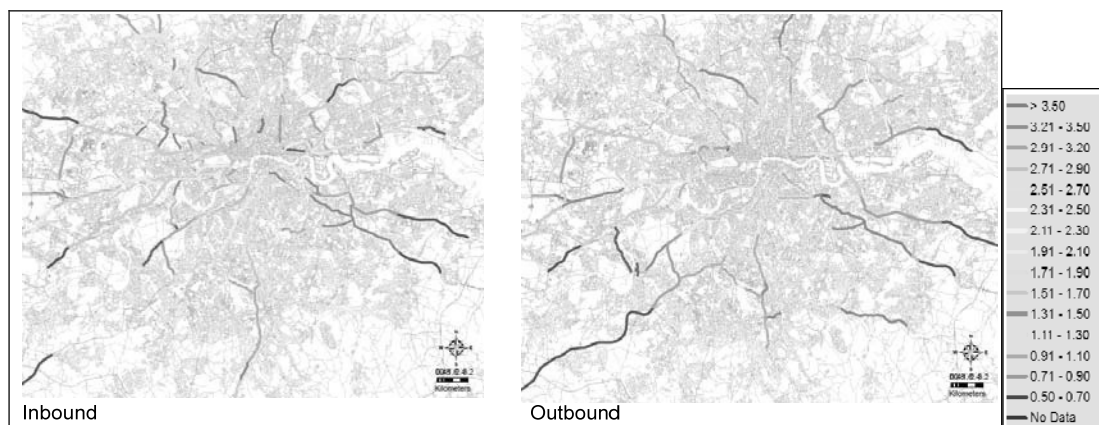 > 3.50
3.21 - 3.50
2.91 - 3.20
2.71 - 2.90
2.51 - 2.70
2.31 - 2.50
2.11 - 2.30
1.91 - 2.10
1.71 - 1.90
1.51 - 1.70
1.31 - 1.50
1.11 - 1.30
0.91 - 1.10
0.71 - 0.90
0.50 - 0.70
No Data
Kilometers
Kilometers
Inbound
Outbound